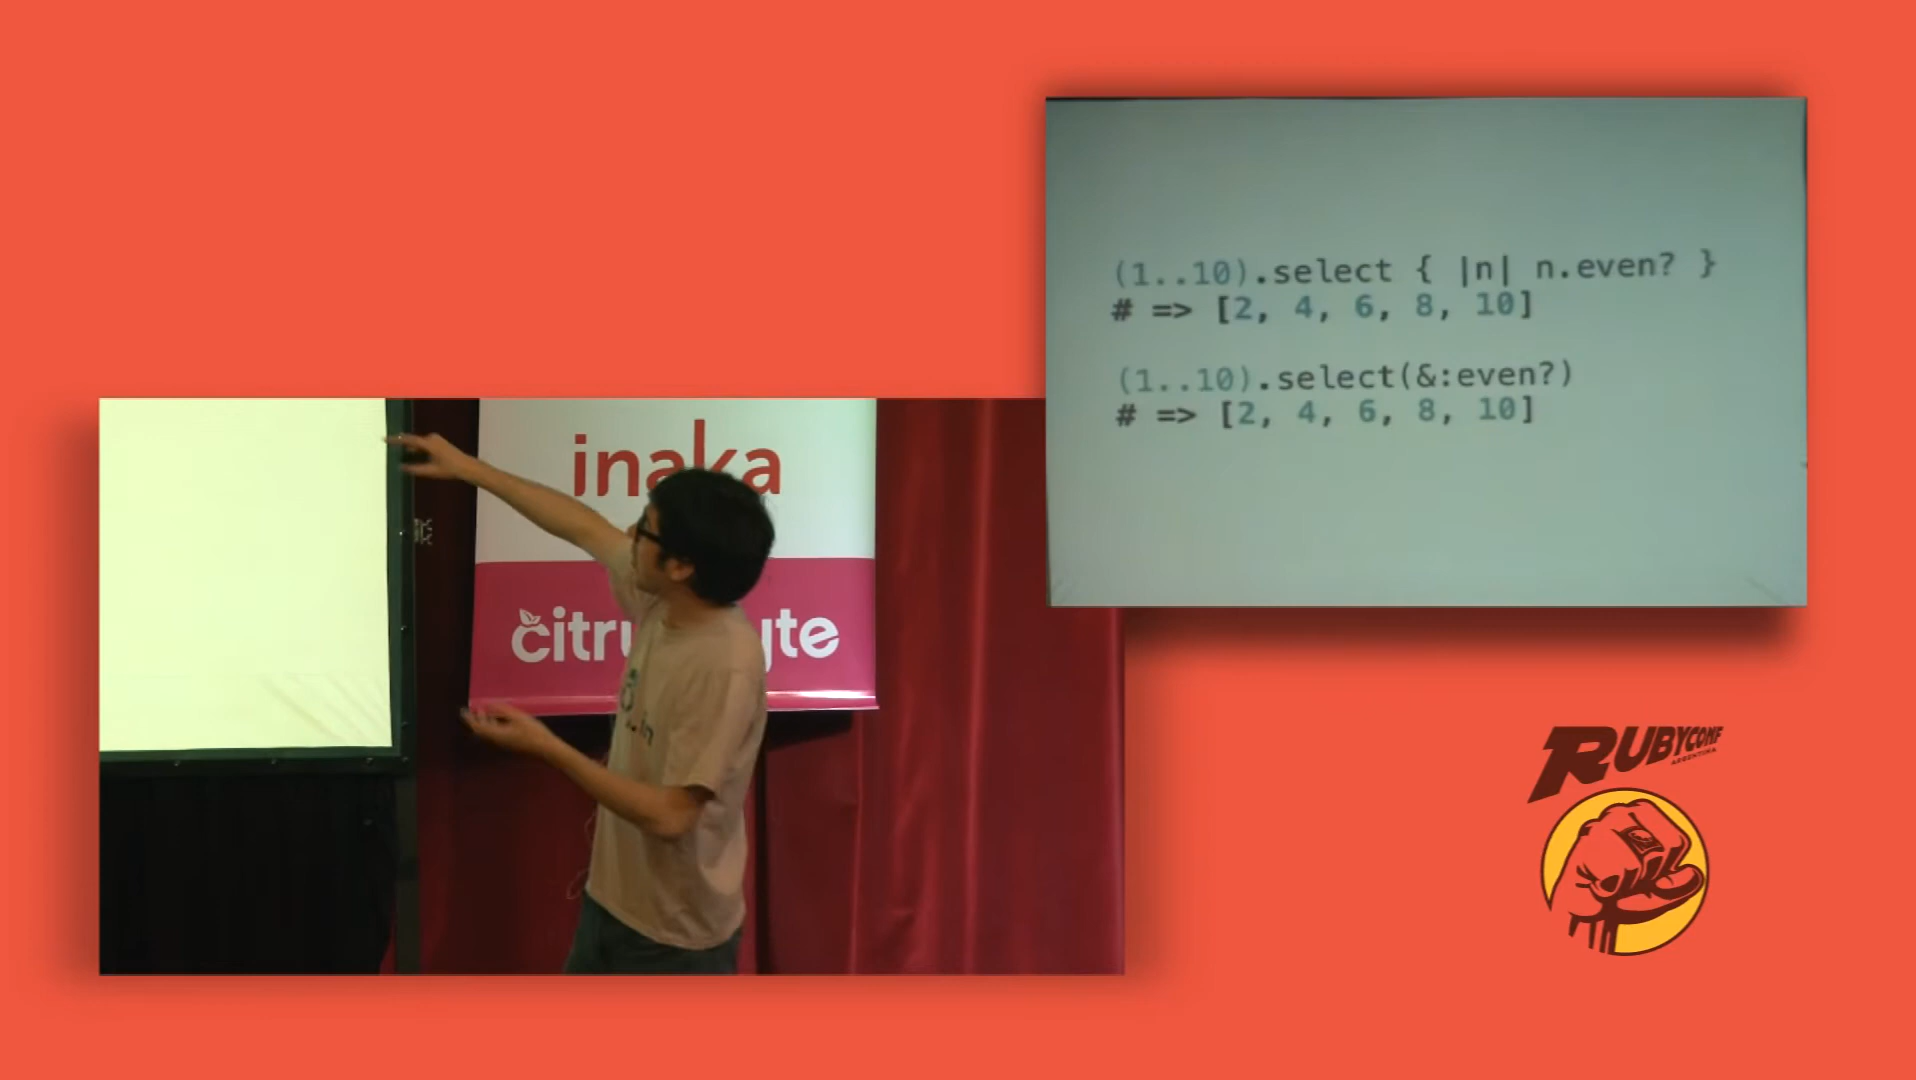 (1..10).select { |n| n.even? }
# => [2, 4, 6, 8, 10]
(1..10).select(&:even?)
# => [2, 4, 6, 8, 10]
inaka
RUBYCONF
ARGENTINA